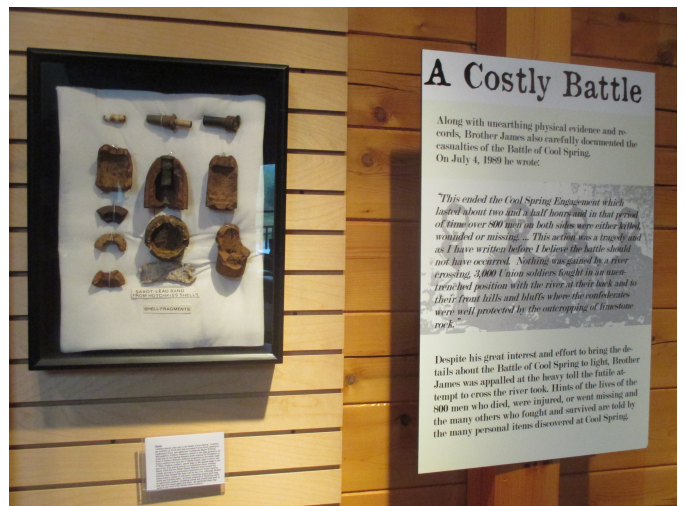 A Costly Battle
Along with unearthing physical evidence and re-
cords, Brother James also carefully documented the
casualties of the Battle of Cool Spring.
On July 4, 1989 he wrote:
"This ended the Cool Spring Engagement which
lasted about two and a half hours and in that period
of time over 800 men on both sides were either killed,
wounded or missing. ... This action was a tragedy and
as I have written before I believe the battle should
not have occurred. Nothing was gained by a river
crossing, 3,000 Union soldiers fought in an unen-
trenched position with the river at their back and to
their front hills and bluffs where the confederates
were well protected by the outcropping of limestone
rock."
Despite his great interest and effort to bring the de-
tails about the Battle of Cool Spring to light, Brother
James was appalled at the heavy toll the futile at-
tempt to cross the river took. Hints of the lives of the
800 men who died, were injured, or went missing and
the many others who fought and survived are told by
the many personal items discovered at Cool Spring.
SABOT: LEAD BAND
FROM HOTCHKISS SHELLS
SHELL FRAGMENTS